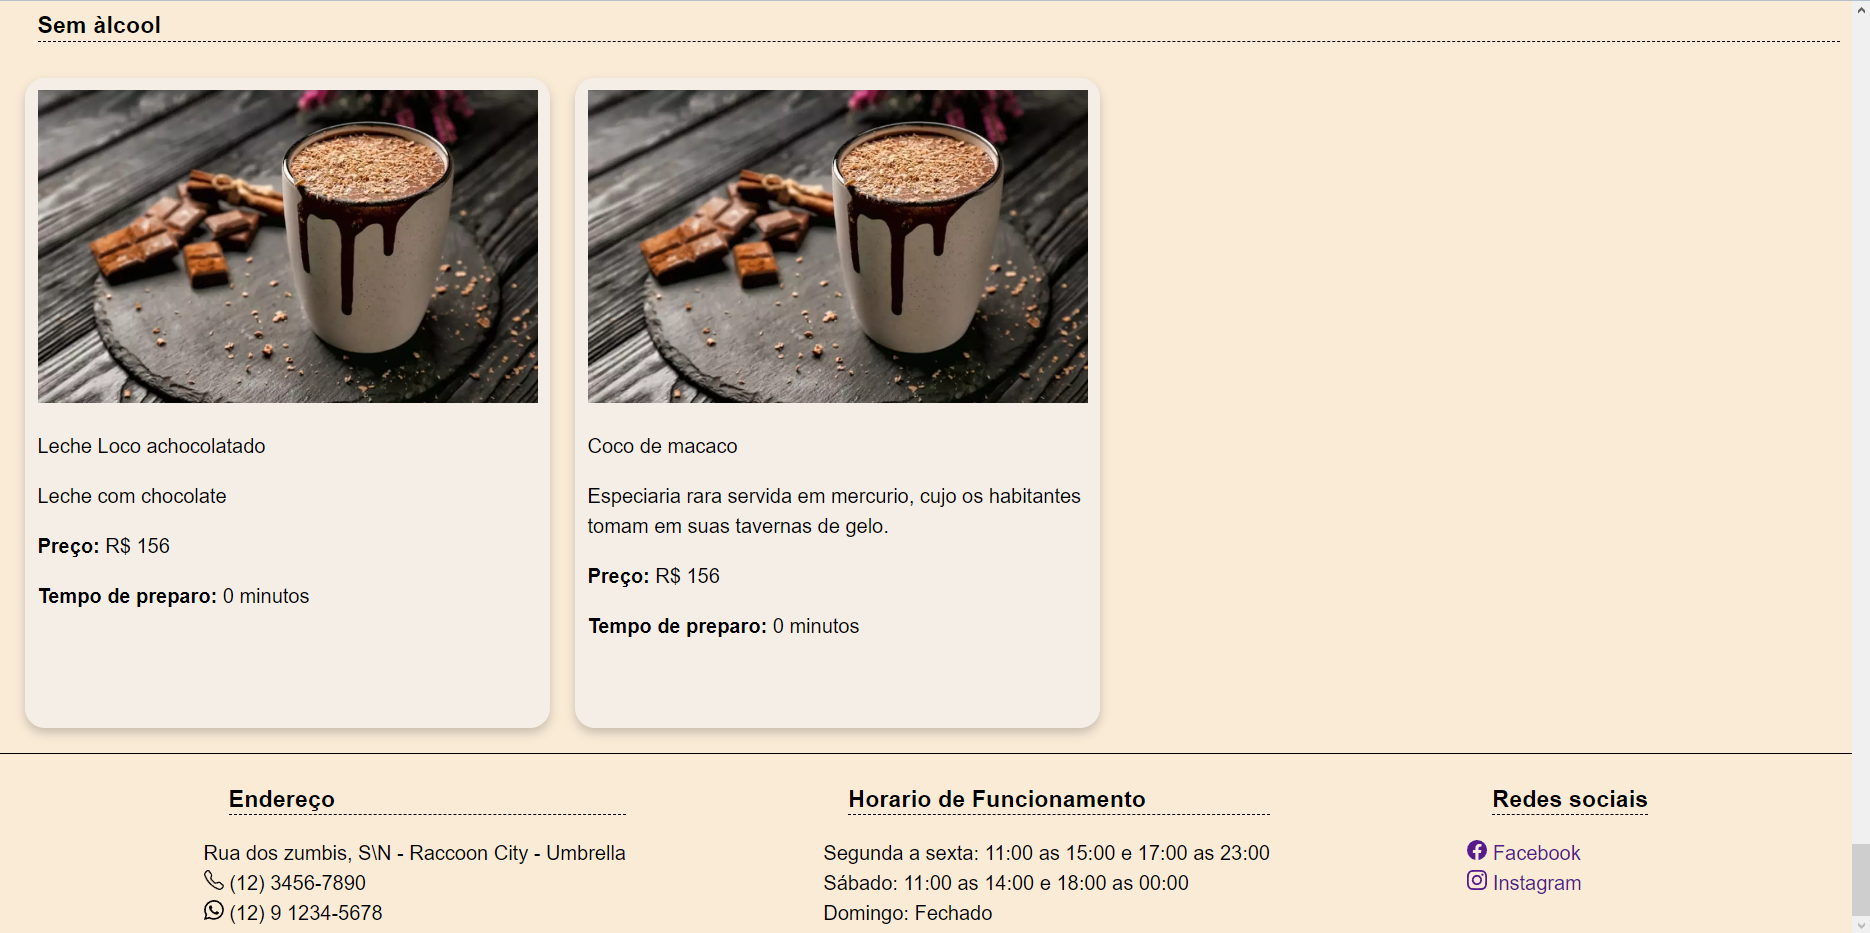 Sem àlcool
Leche Loco achocolatado
Leche com chocolate
Preço: R$ 156
Tempo de preparo: 0 minutos
Coco de macaco
Especiaria rara servida em mercurio, cujo os habitantes
tomam em suas tavernas de gelo.
Preço: R$ 156
Tempo de preparo: 0 minutos
Endereço
Rua dos zumbis, S\N - Raccoon City - Umbrella
(12) 3456-7890
(12) 9 1234-5678
Horario de Funcionamento
Segunda a sexta: 11:00 as 15:00 e 17:00 as 23:00
Sábado: 11:00 as 14:00 e 18:00 as 00:00
Domingo: Fechado
Redes sociais
Facebook
Instagram